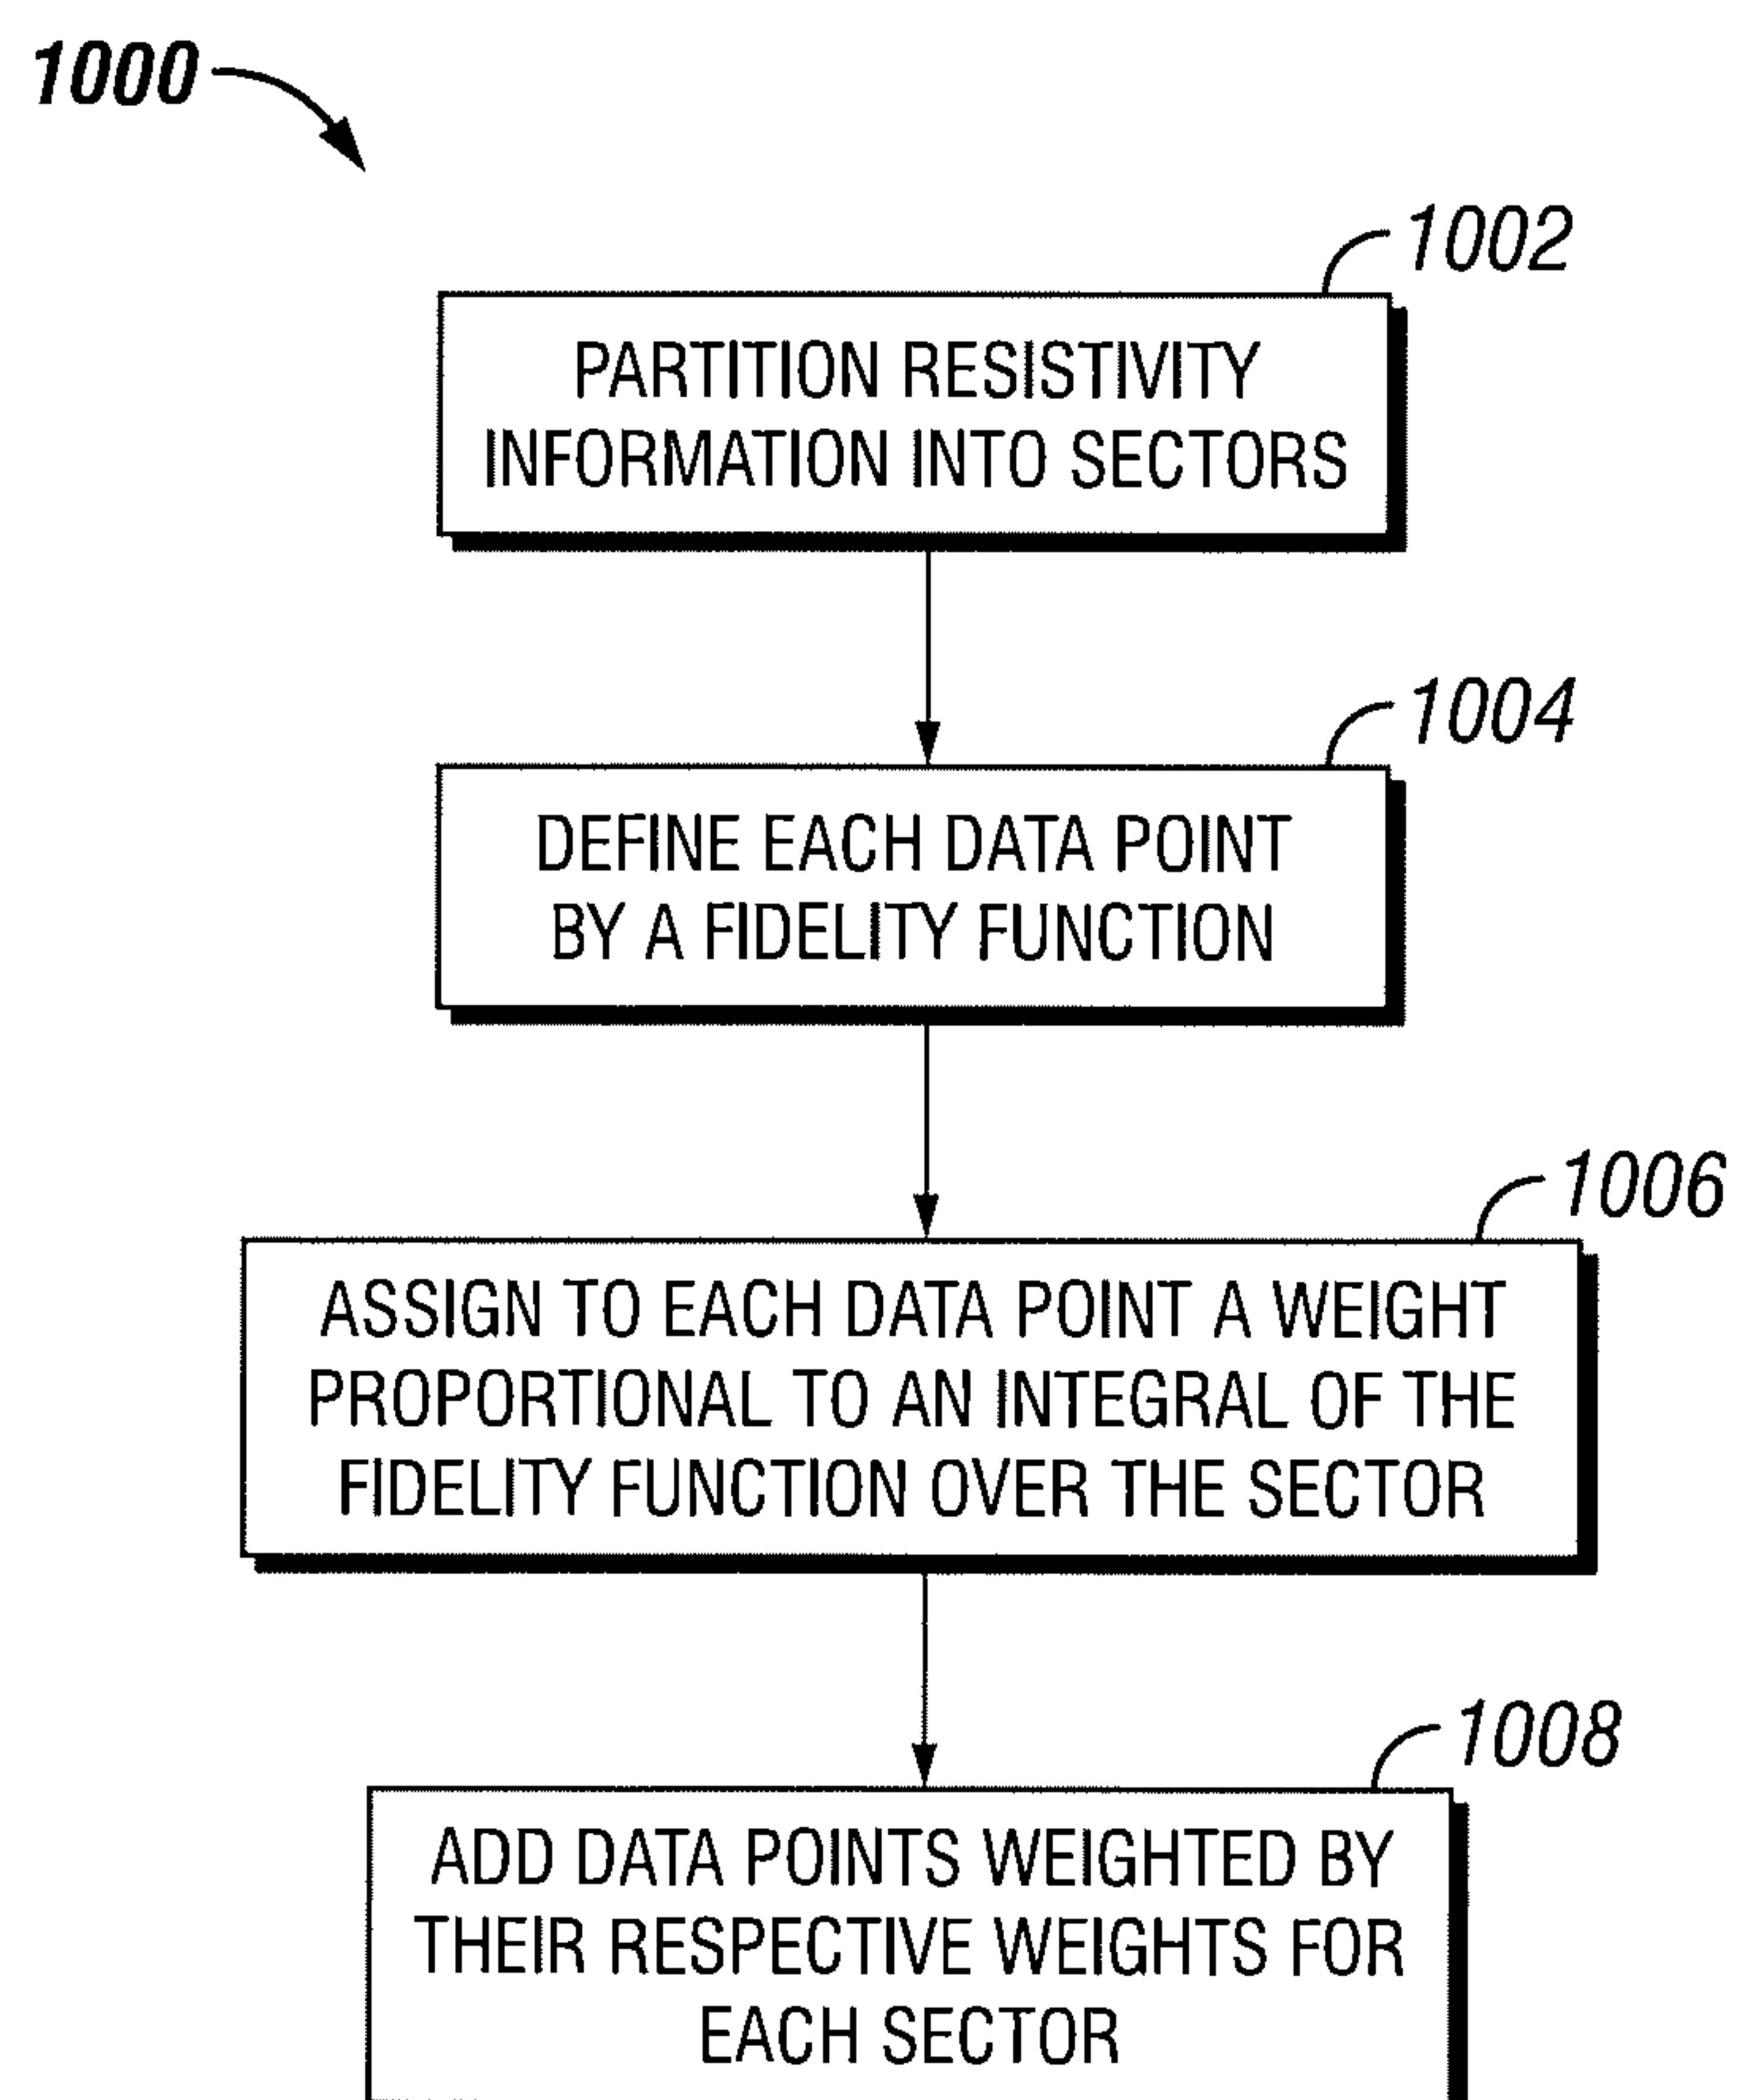 1000
1002
PARTITION RESISTIVITY
INFORMATION INTO SECTORS
1004
DEFINE EACH DATA POINT
BY A FIDELITY FUNCTION
1006
ASSIGN TO EACH DATA POINT A WEIGHT
PROPORTIONAL TO AN INTEGRAL OF THE
FIDELITY FUNCTION OVER THE SECTOR
1008
ADD DATA POINTS WEIGHTED BY
THEIR RESPECTIVE WEIGHTS FOR
EACH SECTOR